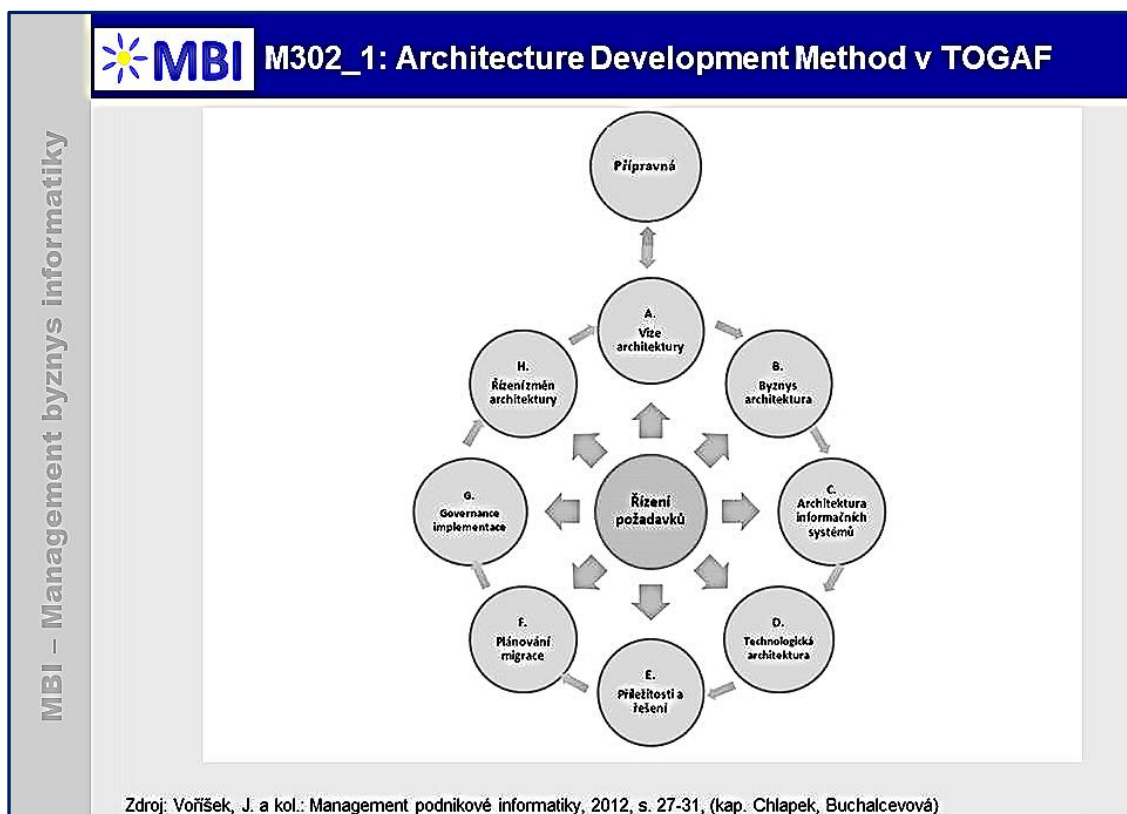 MBI
M302_1: Architecture Development Method v TOGAF
MBI – Management byznys informatiky
Přípravná
A.
Vize
architektury
B.
Byznys
architektura
C.
Architektura
informačních
systémů
D.
Technologická
architektura
E.
Příležitosti a
řešení
F.
Plánování
migrace
G.
Governance
implementace
H.
Řízení změn
architektury
Řízení
požadavků
Zdroj: Voříšek, J. a kol.: Management podnikové informatiky, 2012, s. 27-31, (kap. Chlapek, Buchalcevová)